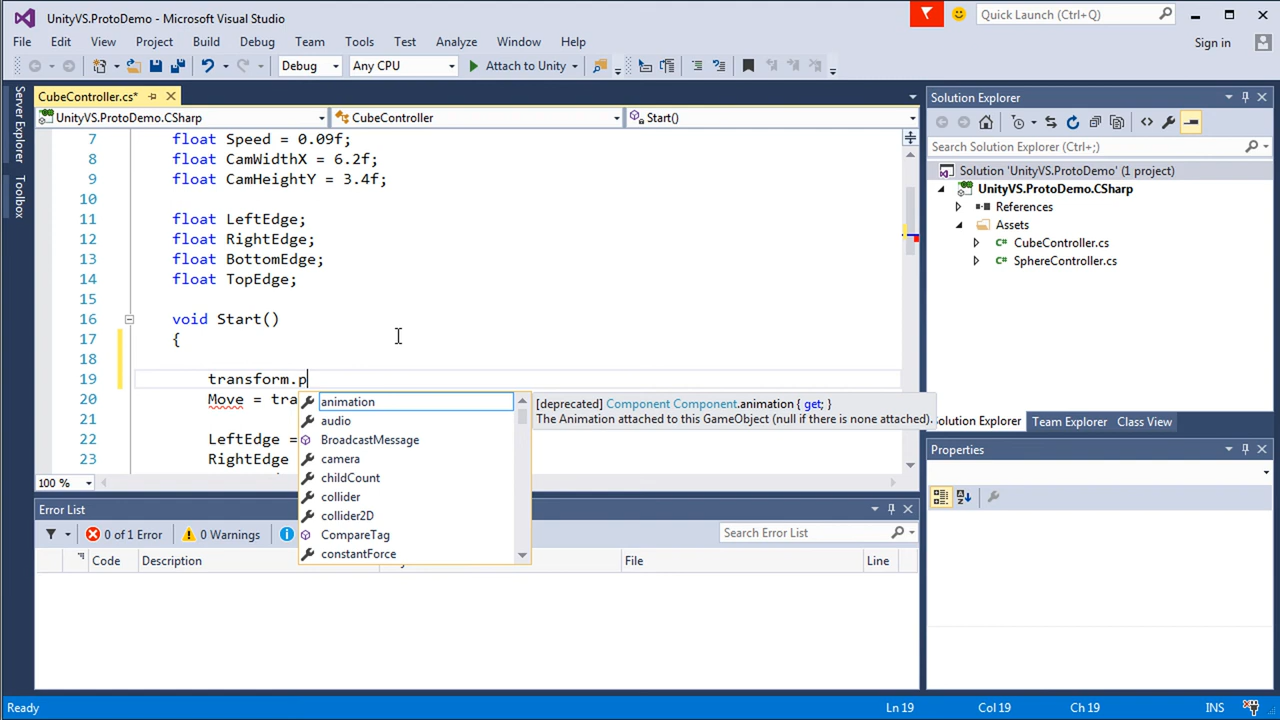 UnityVS.ProtoDemo - Microsoft Visual Studio
Quick Launch (Ctrl+Q)
File Edit View Project Build Debug Team Tools Test Analyze Window Help
Sign in
Debug
Any CPU
Attach to Unity
Server Explorer
Toolbox
CubeController.cs*
UnityVS.ProtoDemo.CSharp
CubeController
Start()
7 float Speed = 0.09f;
8 float CamWidthX = 6.2f;
9 float CamHeightY = 3.4f;
10
11 float LeftEdge;
12 float RightEdge;
13 float BottomEdge;
14 float TopEdge;
15
16 void Start()
17 {
18
19 transform.p
20 Move = tra
21
22 LeftEdge =
23 RightEdge
animation
audio
BroadcastMessage
camera
childCount
collider
collider2D
CompareTag
constantForce
[deprecated] Component Component.animation { get; }
The Animation attached to this GameObject (null if there is none attached).
100 %
Solution Explorer
Search Solution Explorer (Ctrl+;)
Solution 'UnityVS.ProtoDemo' (1 project)
UnityVS.ProtoDemo.CSharp
References
Assets
C# CubeController.cs
C# SphereController.cs
Solution Explorer Team Explorer Class View
Properties
Error List
0 of 1 Error
0 Warnings
Search Error List
Code Description
File
Line
Ready
Ln 19
Col 19
Ch 19
INS